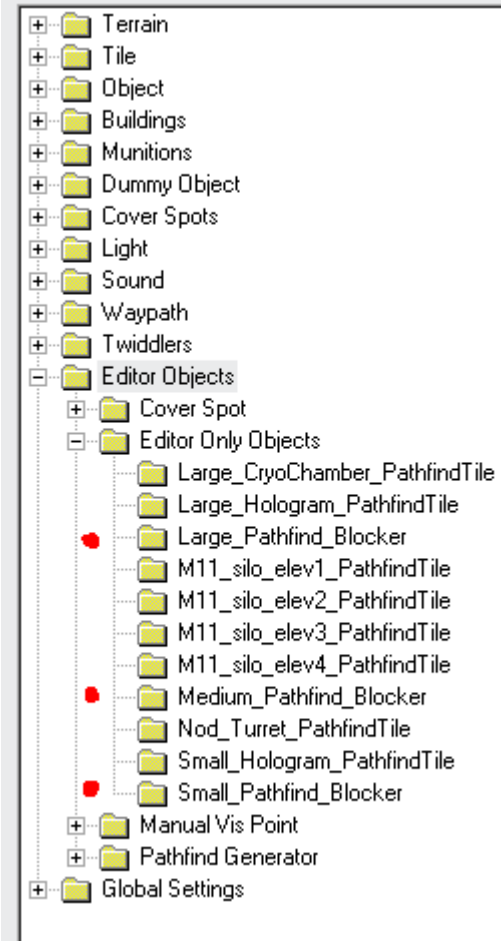 Terrain
Tile
Object
Buildings
Munitions
Dummy Object
Cover Spots
Light
Sound
Waypath
Twiddlers
Editor Objects
Cover Spot
Editor Only Objects
Large_CryoChamber_PathfindTile
Large_Hologram_PathfindTile
Large_Pathfind_Blocker
M11_silo_elev1_PathfindTile
M11_silo_elev2_PathfindTile
M11_silo_elev3_PathfindTile
M11_silo_elev4_PathfindTile
Medium_Pathfind_Blocker
Nod_Turret_PathfindTile
Small_Hologram_PathfindTile
Small_Pathfind_Blocker
Manual Vis Point
Pathfind Generator
Global Settings